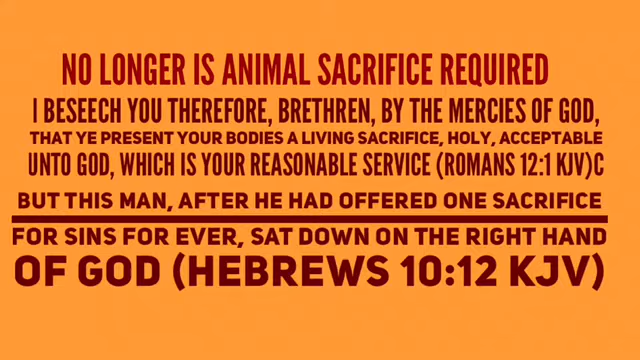 NO LONGER IS ANIMAL SACRIFICE REQUIRED
I BESEECH YOU THEREFORE, BRETHREN, BY THE MERCIES OF GOD,
THAT YE PRESENT YOUR BODIES A LIVING SACRIFICE, HOLY, ACCEPTABLE
UNTO GOD, WHICH IS YOUR REASONABLE SERVICE (ROMANS 12:1 KJV)C
BUT THIS MAN, AFTER HE HAD OFFERED ONE SACRIFICE
FOR SINS FOR EVER, SAT DOWN ON THE RIGHT HAND
OF GOD (HEBREWS 10:12 KJV)